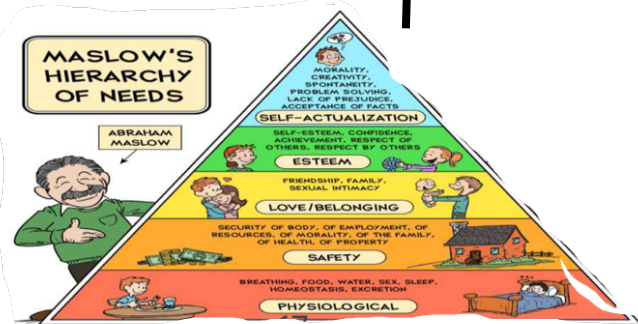 MASLOW'S
HIERARCHY
OF NEEDS
ABRAHAM
MASLOW
MORALITY,
CREATIVITY,
SPONTANEITY,
PROBLEM SOLVING,
LACK OF PREJUDICE,
ACCEPTANCE OF FACTS
SELF-ACTUALIZATION
SELF-ESTEEM, CONFIDENCE,
ACHIEVEMENT, RESPECT OF
OTHERS, RESPECT BY OTHERS
ESTEEM
FRIENDSHIP, FAMILY,
SEXUAL INTIMACY
LOVE/BELONGING
SECURITY OF BODY, OF EMPLOYMENT, OF
RESOURCES, OF MORALITY, OF THE FAMILY,
OF HEALTH, OF PROPERTY
SAFETY
BREATHING, FOOD, WATER, SEX, SLEEP,
HOMEOSTASIS, EXCRETION
PHYSIOLOGICAL